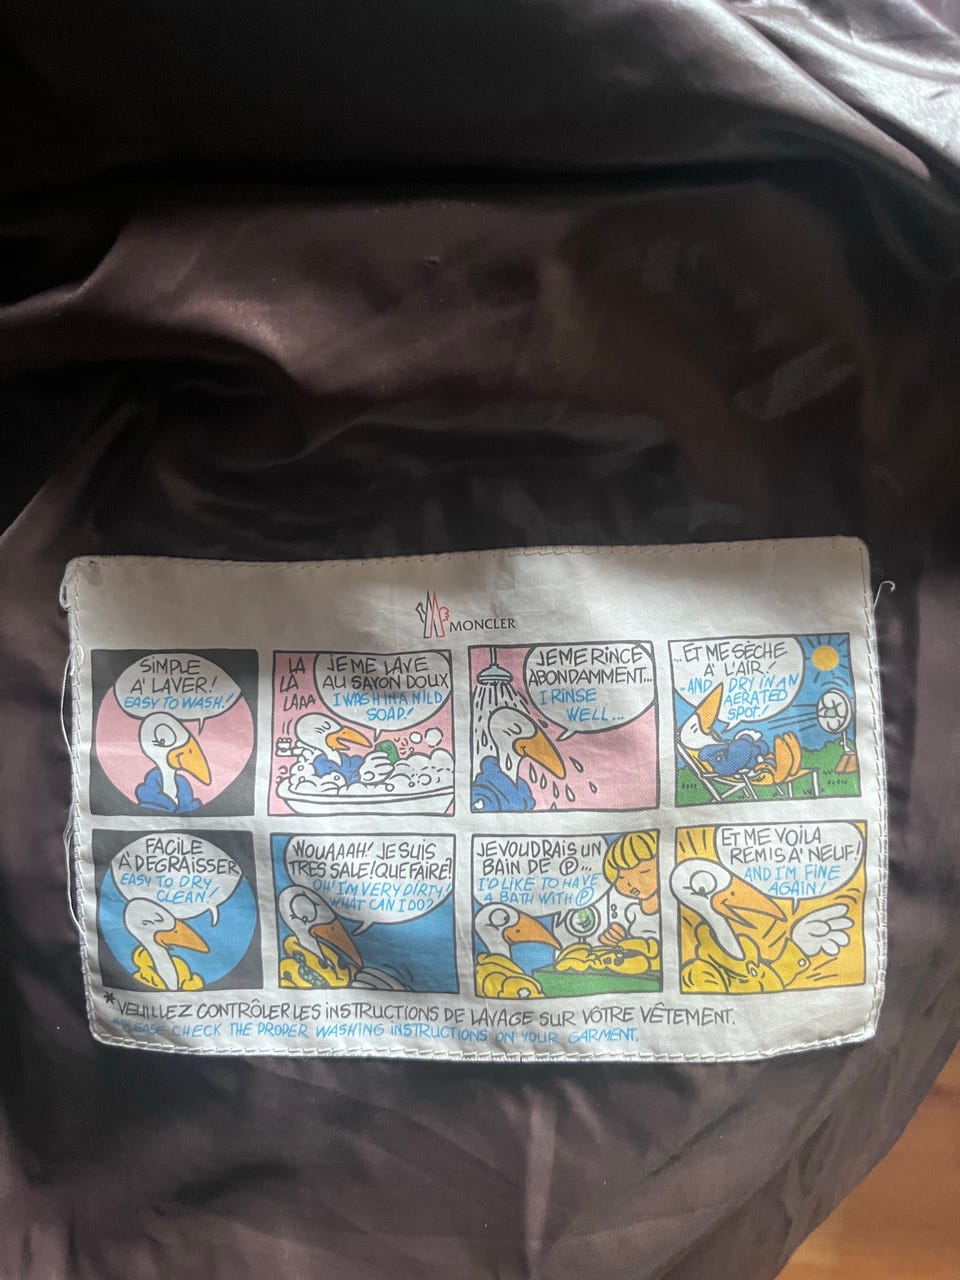 MONCLER
SIMPLE
A' LAVER!
EASY TO WASH!
LA
LÀ
LAAA
JE ME LAVE
AU SAVON DOUX
I WASH IN A MILD
SOAP!
JE ME RINCE
ABONDAMMENT...
I RINSE
WELL...
...ET ME SÈCHE
A' L'AIR!
...AND DRY IN AN
AERATED
SPOT!
FACILE
A' DEGRAISSER
EASY TO DRY
CLEAN!
WOUAAAH! JE SUIS
TRES SALE! QUE FAIRE?
OH! I'M VERY DIRTY!
WHAT CAN I DO?
JE VOUDRAIS UN
BAIN DE Ⓟ...
I'D LIKE TO HAVE
A BATH WITH Ⓟ
ET ME VOILA
REMIS A' NEUF!
AND I'M FINE
AGAIN!
*VEUILLEZ CONTRÔLER LES INSTRUCTIONS DE LAVAGE SUR VÔTRE VÊTEMENT.
*PLEASE CHECK THE PROPER WASHING INSTRUCTIONS ON YOUR GARMENT.